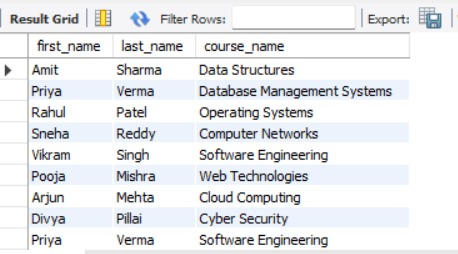 Result Grid Filter Rows: Export:
first_name last_name course_name
Amit Sharma Data Structures
Priya Verma Database Management Systems
Rahul Patel Operating Systems
Sneha Reddy Computer Networks
Vikram Singh Software Engineering
Pooja Mishra Web Technologies
Arjun Mehta Cloud Computing
Divya Pillai Cyber Security
Priya Verma Software Engineering